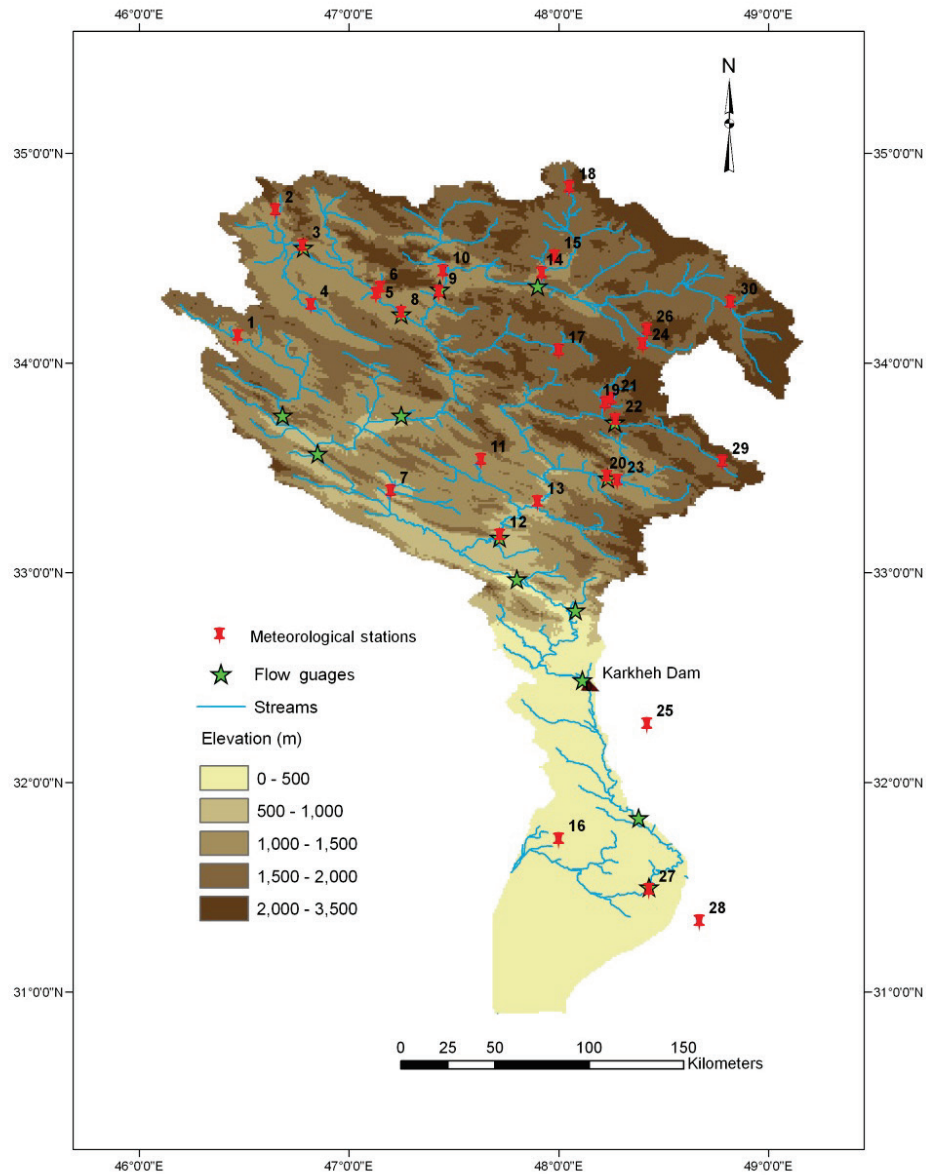 46°0'0"E 47°0'0"E 48°0'0"E 49°0'0"E
N
35°0'0"N 35°0'0"N
18
2
3
15
10 14
6
9
5
4 8
30
26
1
24
34°0'0"N 17 34°0'0"N
21
19
22
11
29
20 23
7
13
12
33°0'0"N 33°0'0"N
Meteorological stations
Flow guages
Karkheh Dam
Streams
25
Elevation (m)
0 - 500
32°0'0"N 32°0'0"N
500 - 1,000
16
1,000 - 1,500
1,500 - 2,000
27
2,000 - 3,500
28
31°0'0"N 31°0'0"N
0 25 50 100 150
Kilometers
46°0'0"E 47°0'0"E 48°0'0"E 49°0'0"E